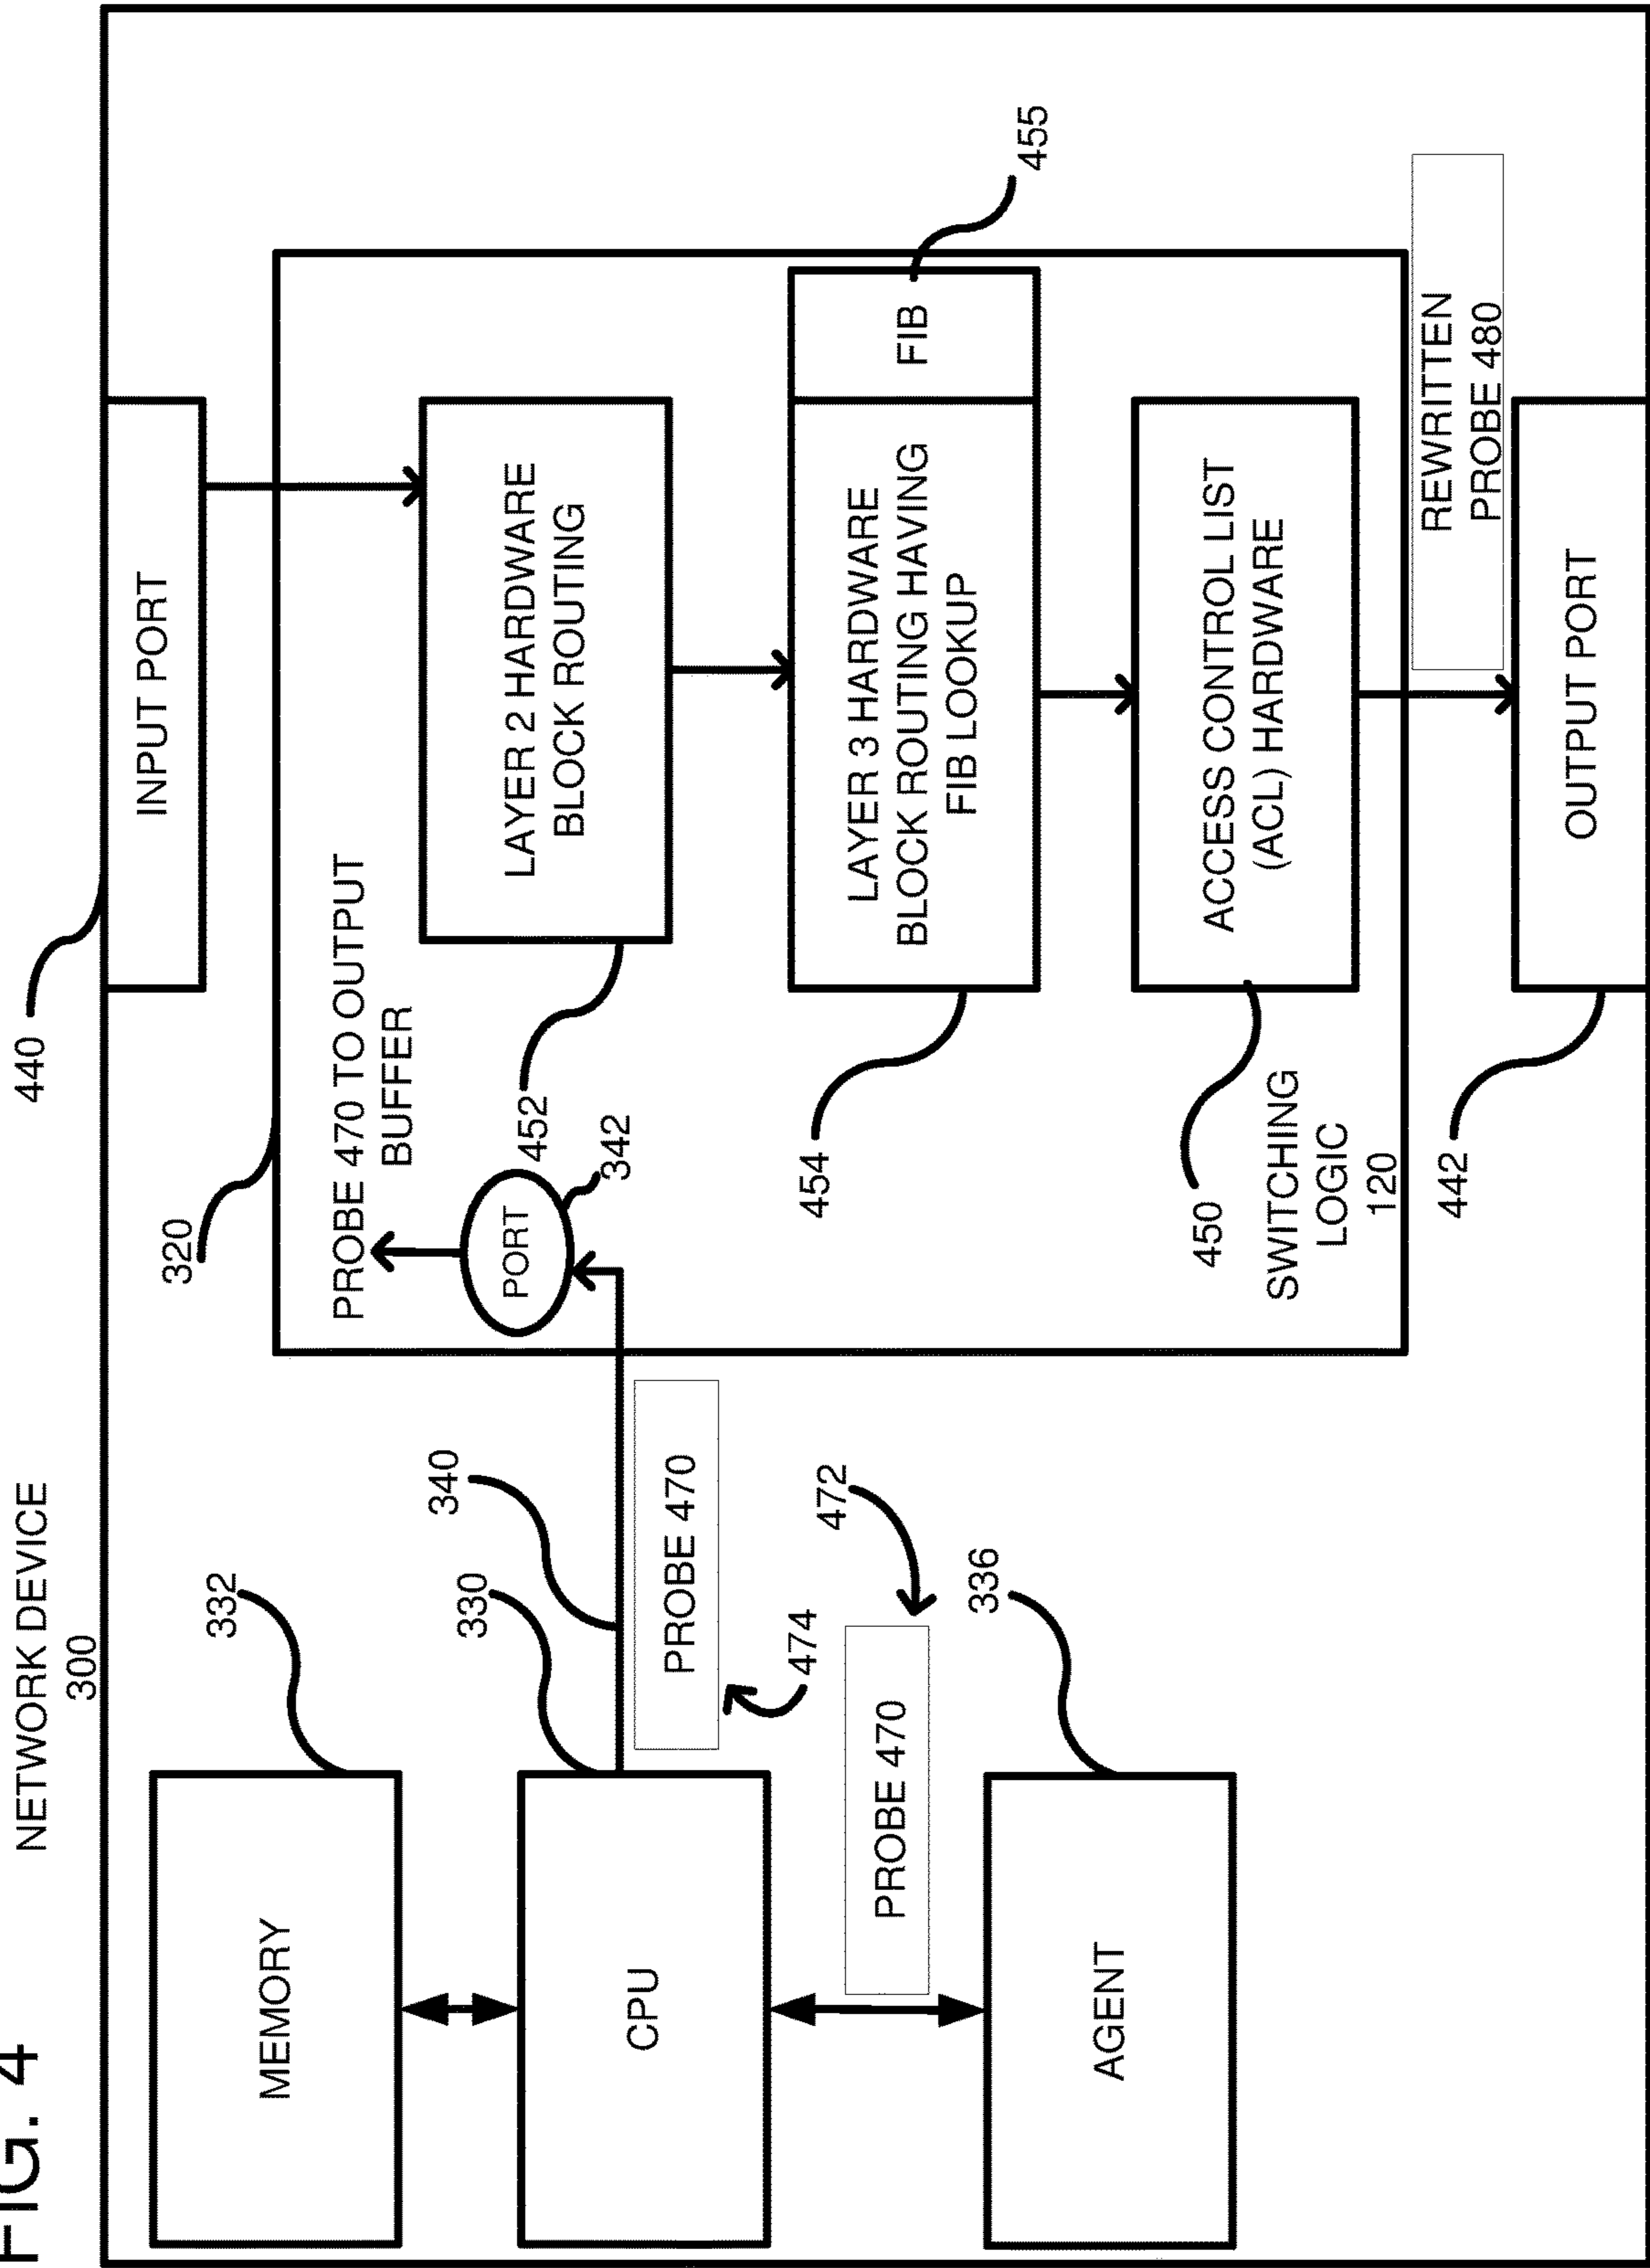 FIG. 4
NETWORK DEVICE
300
440
332
320
INPUT PORT
MEMORY
PROBE 470 TO OUTPUT
BUFFER
330
340
PORT
342
452
LAYER 2 HARDWARE
BLOCK ROUTING
CPU
PROBE 470
474
472
454
LAYER 3 HARDWARE
BLOCK ROUTING HAVING
FIB LOOKUP
FIB
455
PROBE 470
336
AGENT
450
ACCESS CONTROL LIST
(ACL) HARDWARE
SWITCHING
LOGIC
120
REWRITTEN
PROBE 480
442
OUTPUT PORT